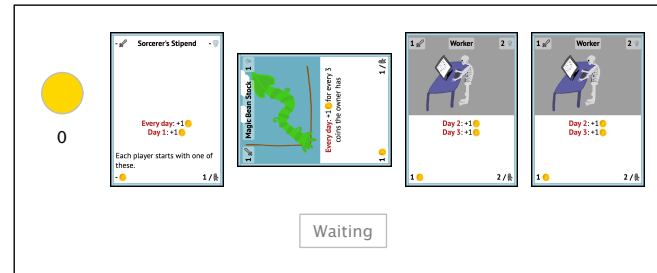 0
- Sorcerer's Stipend -
Every day: +1
Day 1: +1
Each player starts with one of
these.
- 1 /
1 Magic Bean Stock 1
Every day: +1 for every 3
coins the owner has
1 1 /
1 Worker 2
Day 2: +1
Day 3: +1
1 2 /
1 Worker 2
Day 2: +1
Day 3: +1
1 2 /
Waiting